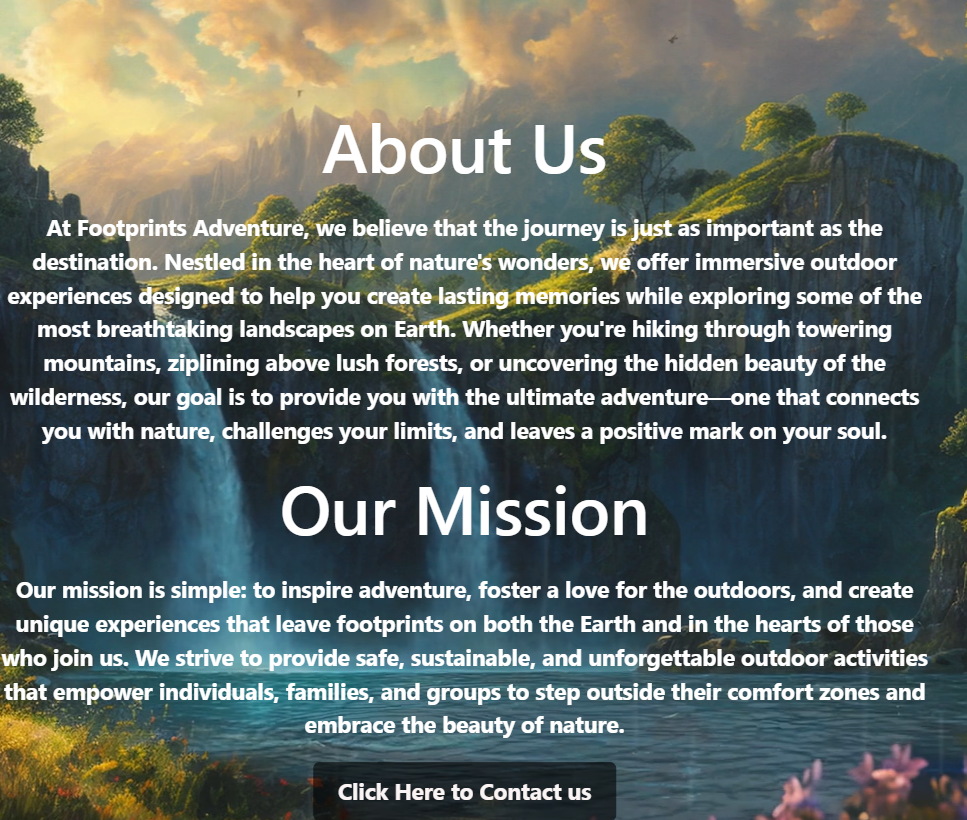 About Us
At Footprints Adventure, we believe that the journey is just as important as the
destination. Nestled in the heart of nature's wonders, we offer immersive outdoor
experiences designed to help you create lasting memories while exploring some of the
most breathtaking landscapes on Earth. Whether you're hiking through towering
mountains, ziplining above lush forests, or uncovering the hidden beauty of the
wilderness, our goal is to provide you with the ultimate adventure—one that connects
you with nature, challenges your limits, and leaves a positive mark on your soul.
Our Mission
Our mission is simple: to inspire adventure, foster a love for the outdoors, and create
unique experiences that leave footprints on both the Earth and in the hearts of those
who join us. We strive to provide safe, sustainable, and unforgettable outdoor activities
that empower individuals, families, and groups to step outside their comfort zones and
embrace the beauty of nature.
Click Here to Contact us